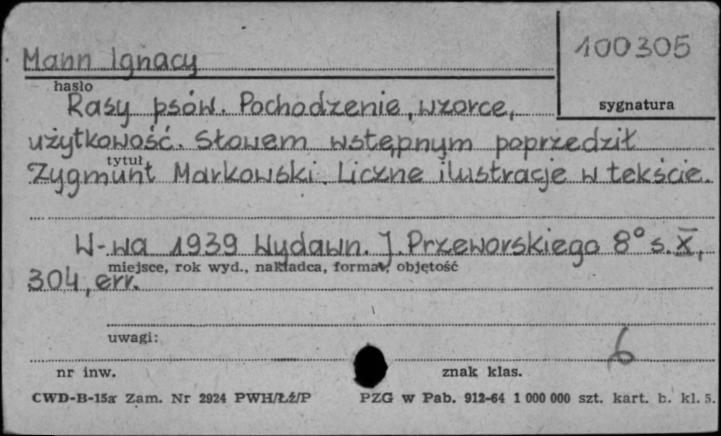 Mann Ignacy
100305
hasło
sygnatura
Rasy psów. Pochodzenie, wzorce,
użytkowość. Słowem wstępnym poprzedził
tytuł
Zygmunt Markowski. Liczne ilustracje w tekście.
W-wa 1939 Wydawn. J. Przeworskiego 8° s. X,
miejsce, rok wyd., nakładca, format, objętość
304, err.
uwagi:
6
nr inw.
znak klas.
CWD-B-15a Zam. Nr 2924 PWH/Łź/P
PZG w Pab. 912-64 1 000 000 szt. kart. b. kl. 5.